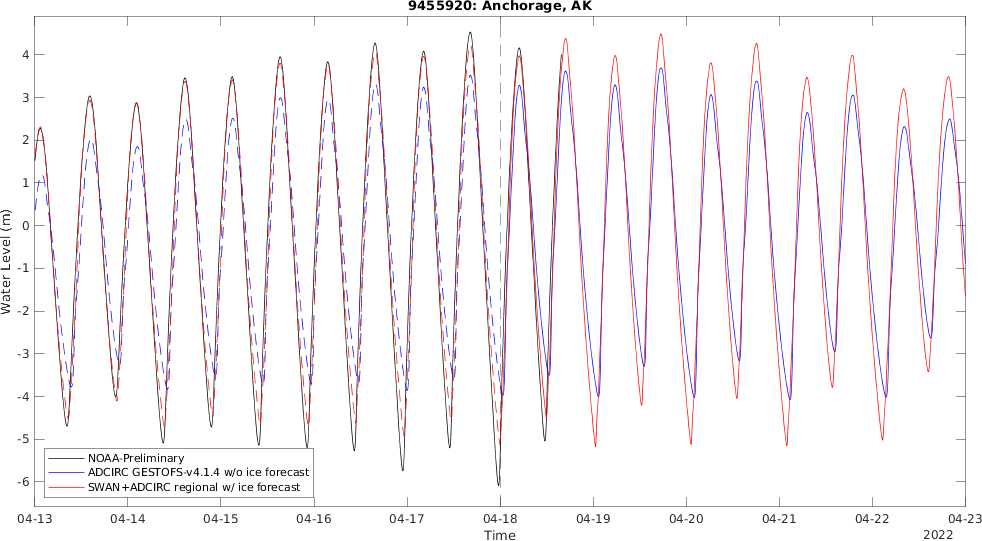 9455920: Anchorage, AK
Water Level (m)
4
3
2
1
0
-1
-2
-3
-4
-5
-6
NOAA-Preliminary
ADCIRC GESTOFS-v4.1.4 w/o ice forecast
SWAN+ADCIRC regional w/ ice forecast
04-13 04-14 04-15 04-16 04-17 04-18 04-19 04-20 04-21 04-22 04-23
Time
2022